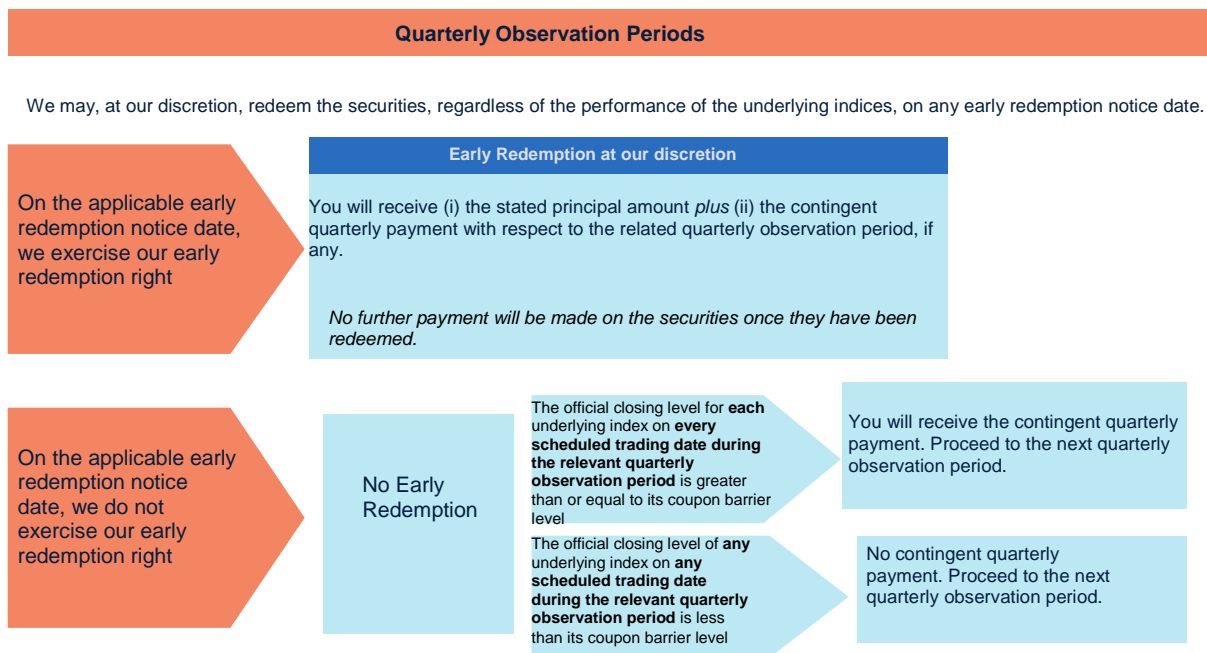 Quarterly Observation Periods
We may, at our discretion, redeem the securities, regardless of the performance of the underlying indices, on any early redemption notice date.
On the applicable early
redemption notice date,
we exercise our early
redemption right
Early Redemption at our discretion
You will receive (i) the stated principal amount plus (ii) the contingent
quarterly payment with respect to the related quarterly observation period, if
any.
No further payment will be made on the securities once they have been
redeemed.
On the applicable early
redemption notice
date, we do not
exercise our early
redemption right
No Early
Redemption
The official closing level for each
underlying index on every
scheduled trading date during
the relevant quarterly
observation period is greater
than or equal to its coupon barrier
level
You will receive the contingent quarterly
payment. Proceed to the next quarterly
observation period.
The official closing level of any
underlying index on any
scheduled trading date
during the relevant quarterly
observation period is less
than its coupon barrier level
No contingent quarterly
payment. Proceed to the next
quarterly observation period.